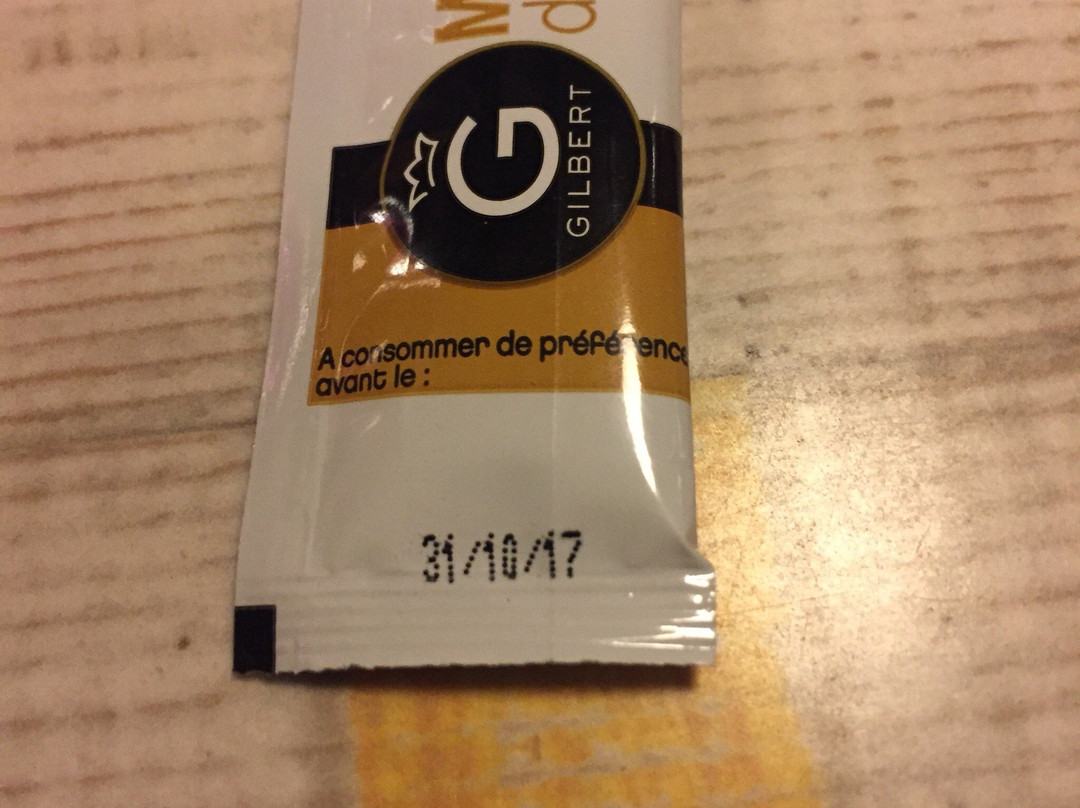 G
GILBERT
A consommer de préférence
avant le :
31/10/17